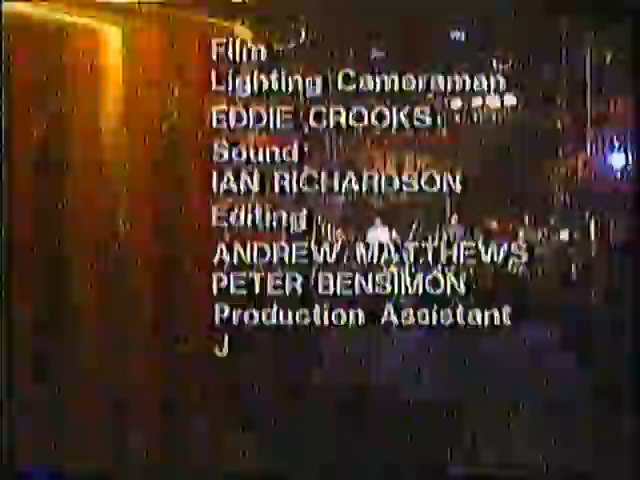 Film
Lighting Cameraman
EDDIE CROOKS
Sound
IAN RICHARDSON
Editing
ANDREW MATTHEWS
PETER BENSIMON
Production Assistant
J